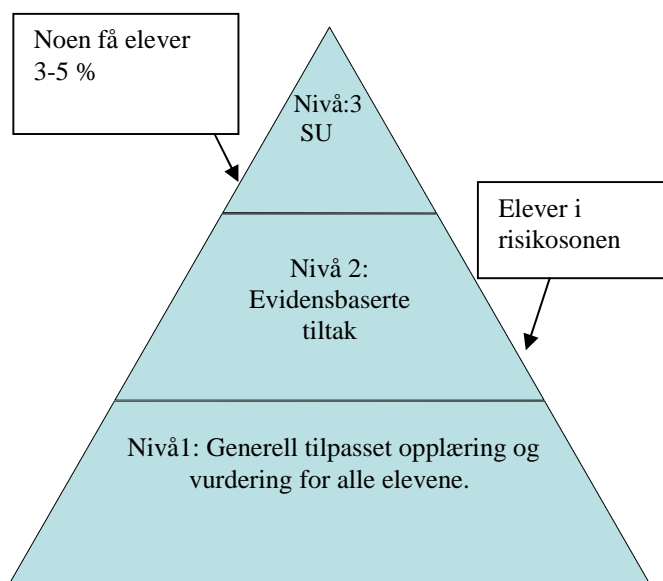 Noen få elever
3-5 %
Nivå:3
SU
Elever i
risikosonen
Nivå 2:
Evidensbaserte
tiltak
Nivå1: Generell tilpasset opplæring og
vurdering for alle elevene.